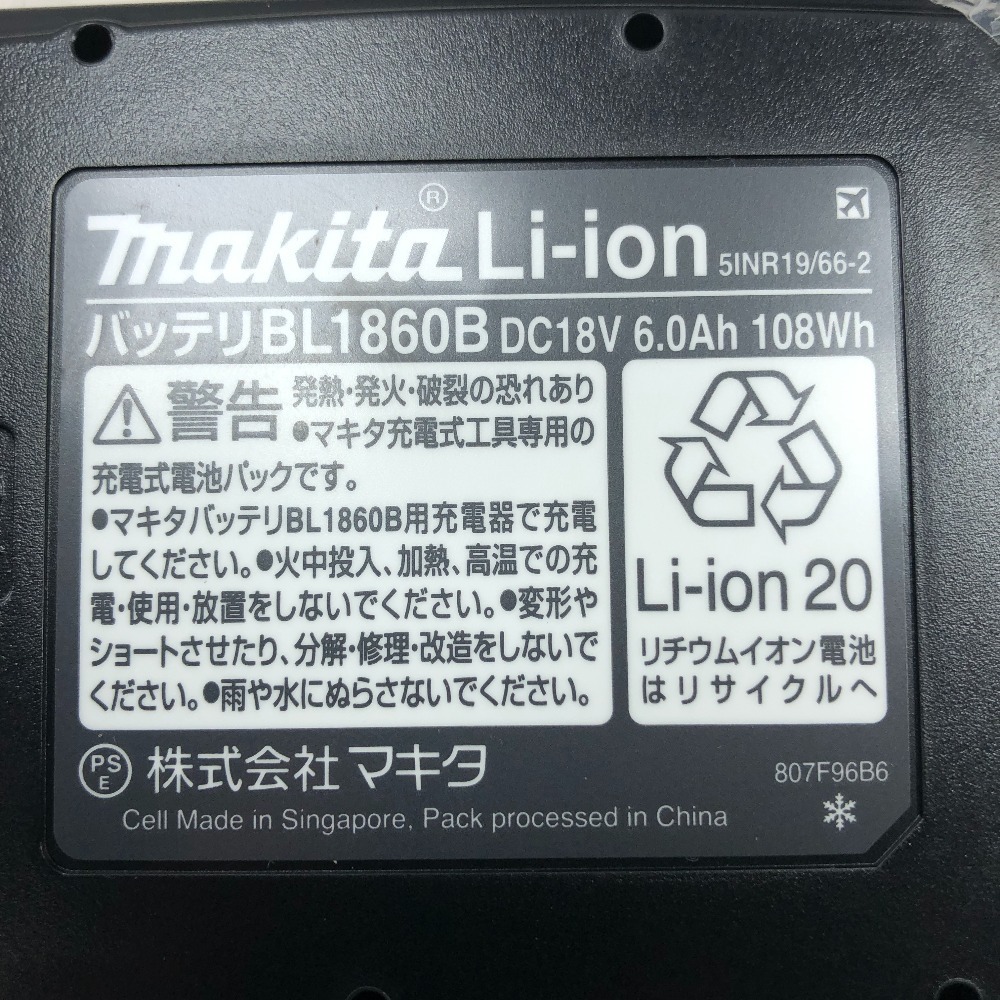 makita® Li-ion 5INR19/66-2
バッテリBL1860B DC18V 6.0Ah 108Wh
警告 発熱・発火・破裂の恐れあり
●マキタ充電式工具専用の
充電式電池パックです。
●マキタバッテリBL1860B用充電器で充電
してください。●火中投入、加熱、高温での充
電・使用・放置をしないでください。●変形や
ショートさせたり、分解・修理・改造をしないで
ください。●雨や水にぬらさないでください。
Li-ion 20
リチウムイオン電池
はリサイクルへ
PS
E
株式会社マキタ
807F96B6
Cell Made in Singapore, Pack processed in China